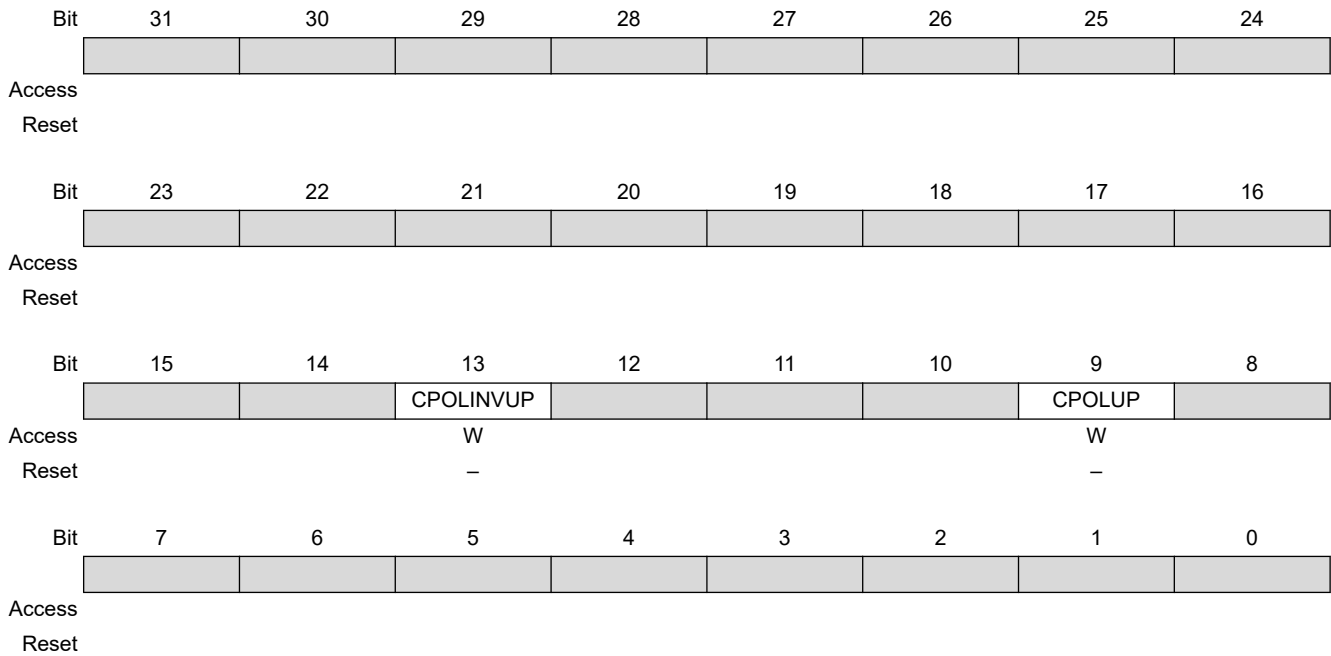 Bit 31 30 29 28 27 26 25 24
Access
Reset
Bit 23 22 21 20 19 18 17 16
Access
Reset
Bit 15 14 13 12 11 10 9 8
CPOLINVUP CPOLUP
Access W W
Reset – –
Bit 7 6 5 4 3 2 1 0
Access
Reset